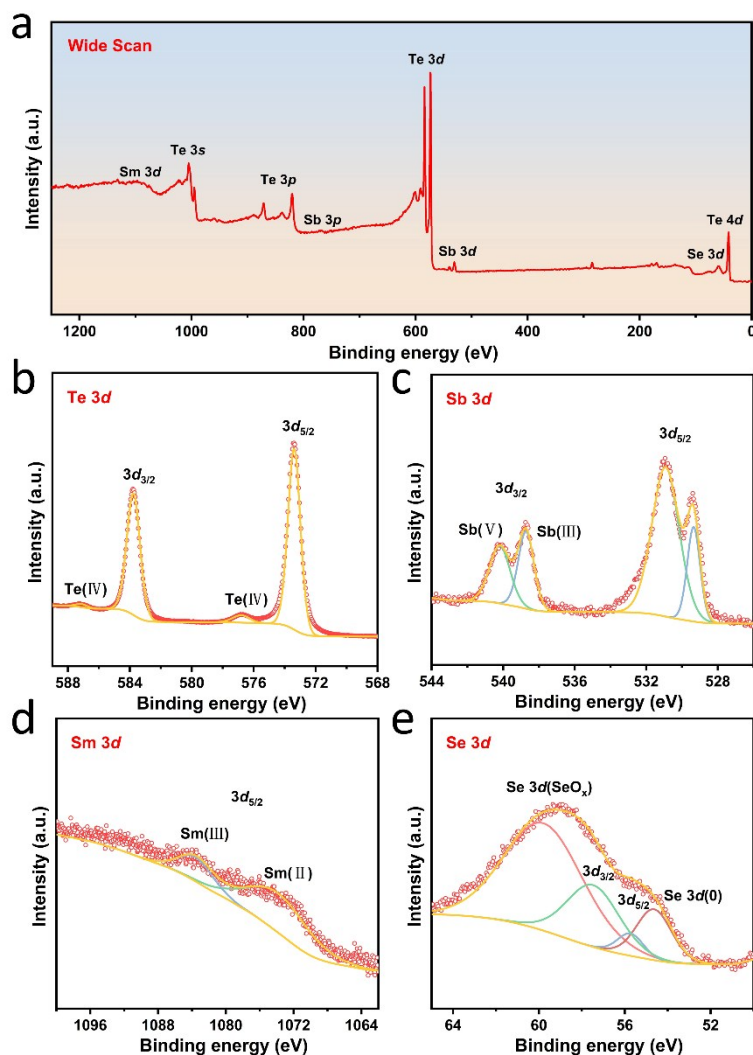 a
Wide Scan
Te 3d
Te 3s
Sm 3d
Te 3p
Te 4d
Sb 3p
Sb 3d
Se 3d
Intensity (a.u.)
1200 1000 800 600 400 200 0
Binding energy (eV)
b
Te 3d
3d5/2
3d3/2
Te(Ⅳ)
Te(Ⅳ)
Intensity (a.u.)
588 584 576 572 568
Binding energy (eV)
c
Sb 3d
3d5/2
3d3/2
Sb(Ⅴ)
Sb(Ⅲ)
Intensity (a.u.)
544 540 536 532 528
Binding energy (eV)
d
Sm 3d
3d5/2
Sm(Ⅲ)
Sm(Ⅱ)
Intensity (a.u.)
1096 1088 1080 1072 1064
Binding energy (eV)
e
Se 3d
Se 3d(SeOx)
3d3/2
3d5/2
Se 3d(0)
Intensity (a.u.)
64 60 56 52
Binding energy (eV)